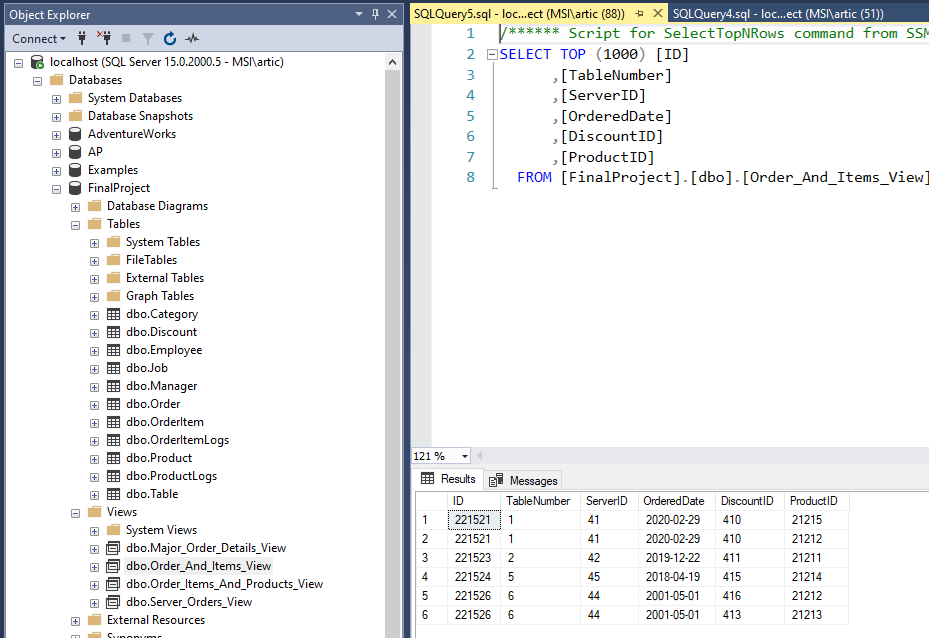 Object Explorer
Connect
localhost (SQL Server 15.0.2000.5 - MSI\artic)
Databases
System Databases
Database Snapshots
AdventureWorks
AP
Examples
FinalProject
Database Diagrams
Tables
System Tables
FileTables
External Tables
Graph Tables
dbo.Category
dbo.Discount
dbo.Employee
dbo.Job
dbo.Manager
dbo.Order
dbo.OrderItem
dbo.OrderItemLogs
dbo.Product
dbo.ProductLogs
dbo.Table
Views
System Views
dbo.Major_Order_Details_View
dbo.Order_And_Items_View
dbo.Order_Items_And_Products_View
dbo.Server_Orders_View
External Resources
Synonyms
SQLQuery5.sql - loc...ect (MSI\artic (88)) SQLQuery4.sql - loc...ect (MSI\artic (51))
1 /****** Script for SelectTopNRows command from SSM
2 SELECT TOP (1000) [ID]
3 ,[TableNumber]
4 ,[ServerID]
5 ,[OrderedDate]
6 ,[DiscountID]
7 ,[ProductID]
8 FROM [FinalProject].[dbo].[Order_And_Items_View]
121 %
Results Messages
ID TableNumber ServerID OrderedDate DiscountID ProductID
1 221521 1 41 2020-02-29 410 21215
2 221521 1 41 2020-02-29 410 21212
3 221523 2 42 2019-12-22 411 21211
4 221524 5 45 2018-04-19 415 21214
5 221526 6 44 2001-05-01 416 21212
6 221526 6 44 2001-05-01 413 21213